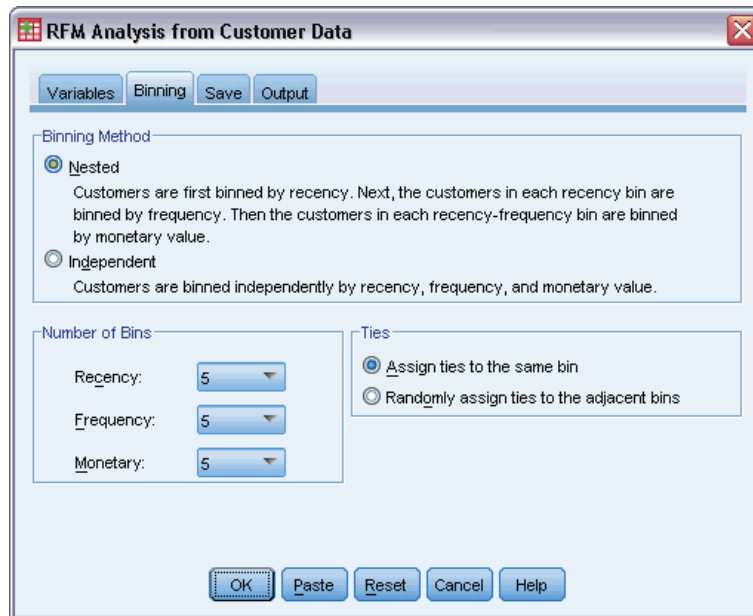 RFM Analysis from Customer Data
Variables
Binning
Save
Output
Binning Method
Nested
Customers are first binned by recency. Next, the customers in each recency bin are
binned by frequency. Then the customers in each recency-frequency bin are binned
by monetary value.
Independent
Customers are binned independently by recency, frequency, and monetary value.
Number of Bins
Recency: 5
Frequency: 5
Monetary: 5
Ties
Assign ties to the same bin
Randomly assign ties to the adjacent bins
OK
Paste
Reset
Cancel
Help